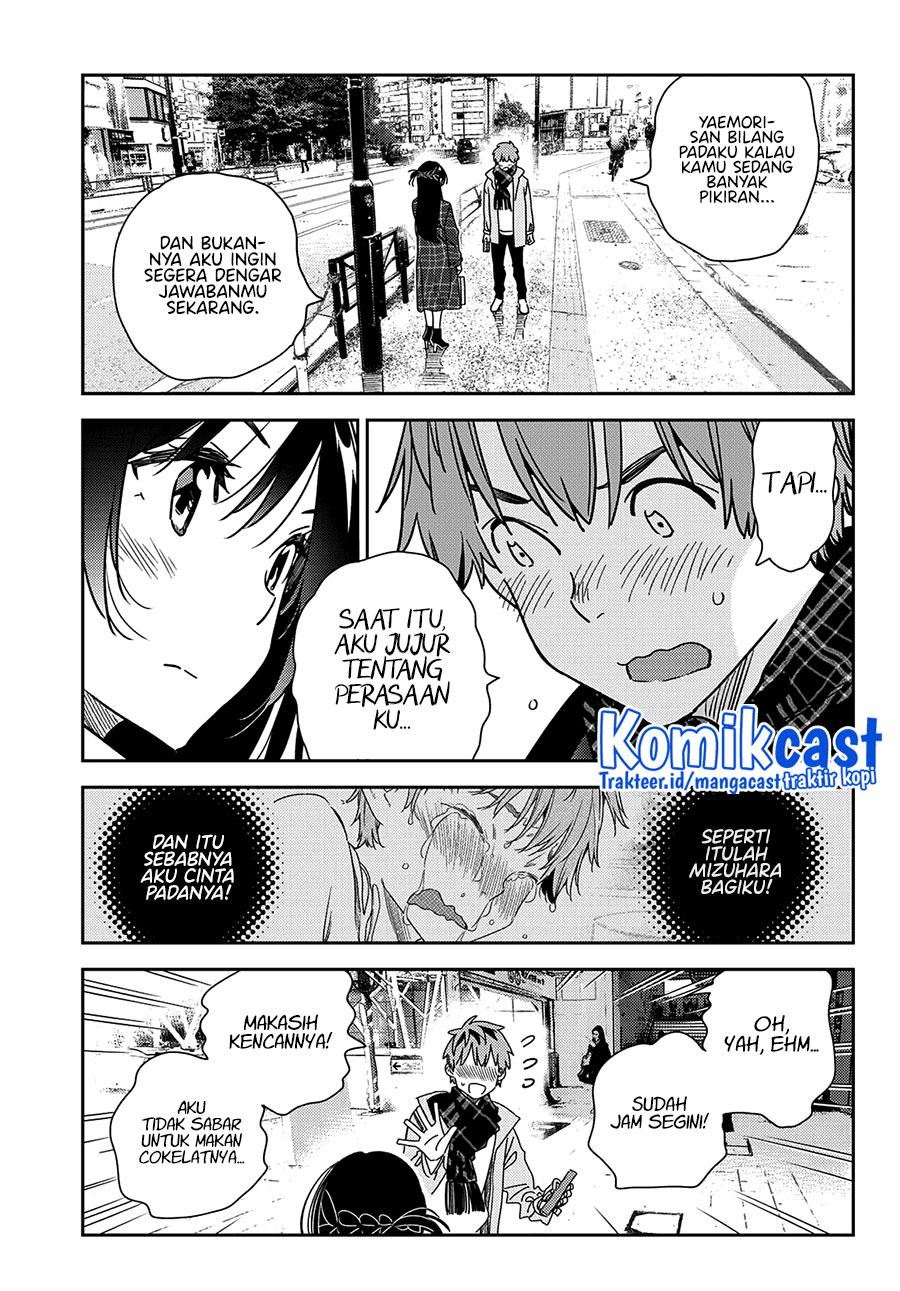 YAEMORI-
SAN BILANG
PADAKU KALAU
KAMU SEDANG
BANYAK
PIKIRAN...
DAN BUKAN-
NYA AKU INGIN
SEGERA DENGAR
JAWABANMU
SEKARANG.
TAPI...
SAAT ITU,
AKU JUJUR
TENTANG
PERASAAN
KU...
Komikcast
Trakteer.id/mangacast traktir kopi
SEPERTI
ITULAH
MIZUHARA
BAGIKU!
DAN ITU
SEBABNYA
AKU CINTA
PADANYA!
OH,
YAH, EHM...
SUDAH
JAM SEGINI!
MAKASIH
KENCANNYA!
AKU
TIDAK SABAR
UNTUK MAKAN
COKELATNYA...